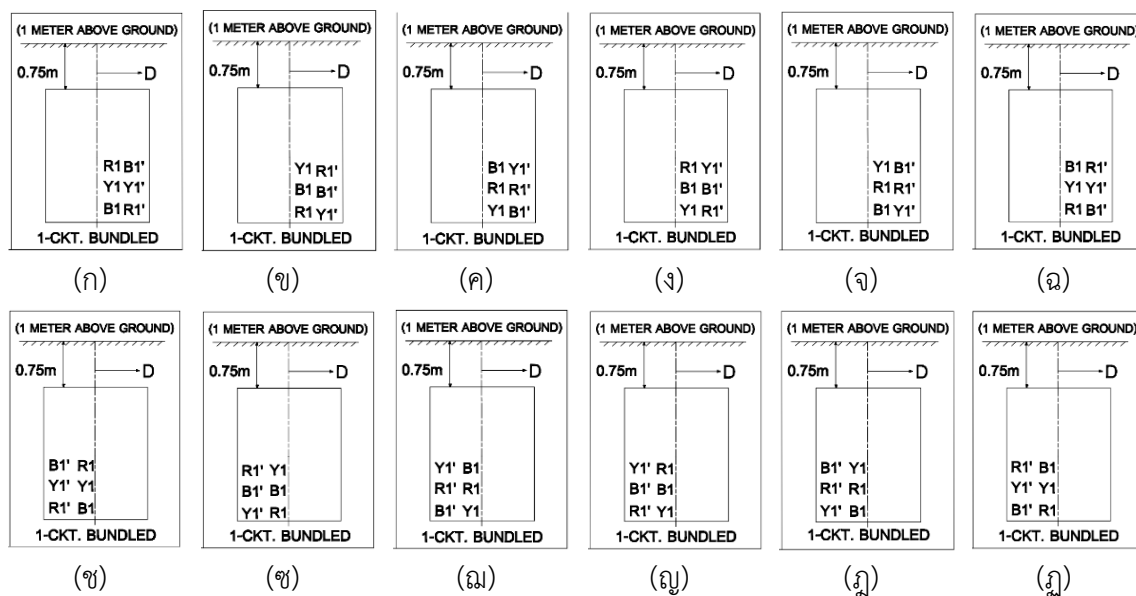 (1 METER ABOVE GROUND) (1 METER ABOVE GROUND) (1 METER ABOVE GROUND) (1 METER ABOVE GROUND) (1 METER ABOVE GROUND) (1 METER ABOVE GROUND)
0.75m D 0.75m D 0.75m D 0.75m D 0.75m D 0.75m D
R1 B1' Y1 R1' B1 Y1' R1 Y1' Y1 B1' B1 R1'
Y1 Y1' B1 B1' R1 R1' B1 B1' R1 R1' Y1 Y1'
B1 R1' R1 Y1' Y1 B1' Y1 R1' B1 Y1' R1 B1'
1-CKT. BUNDLED 1-CKT. BUNDLED 1-CKT. BUNDLED 1-CKT. BUNDLED 1-CKT. BUNDLED 1-CKT. BUNDLED
(ก) (ข) (ค) (ง) (จ) (ฉ)
(1 METER ABOVE GROUND) (1 METER ABOVE GROUND) (1 METER ABOVE GROUND) (1 METER ABOVE GROUND) (1 METER ABOVE GROUND) (1 METER ABOVE GROUND)
0.75m D 0.75m D 0.75m D 0.75m D 0.75m D 0.75m D
B1' R1 R1' Y1 Y1' B1 Y1' R1 B1' Y1 R1' B1
Y1' Y1 B1' B1 R1' R1 B1' B1 R1' R1 Y1' Y1
R1' B1 Y1' R1 B1' Y1 R1' Y1 Y1' B1 B1' R1
1-CKT. BUNDLED 1-CKT. BUNDLED 1-CKT. BUNDLED 1-CKT. BUNDLED 1-CKT. BUNDLED 1-CKT. BUNDLED
(ช) (ซ) (ฌ) (ญ) (ฎ) (ฏ)